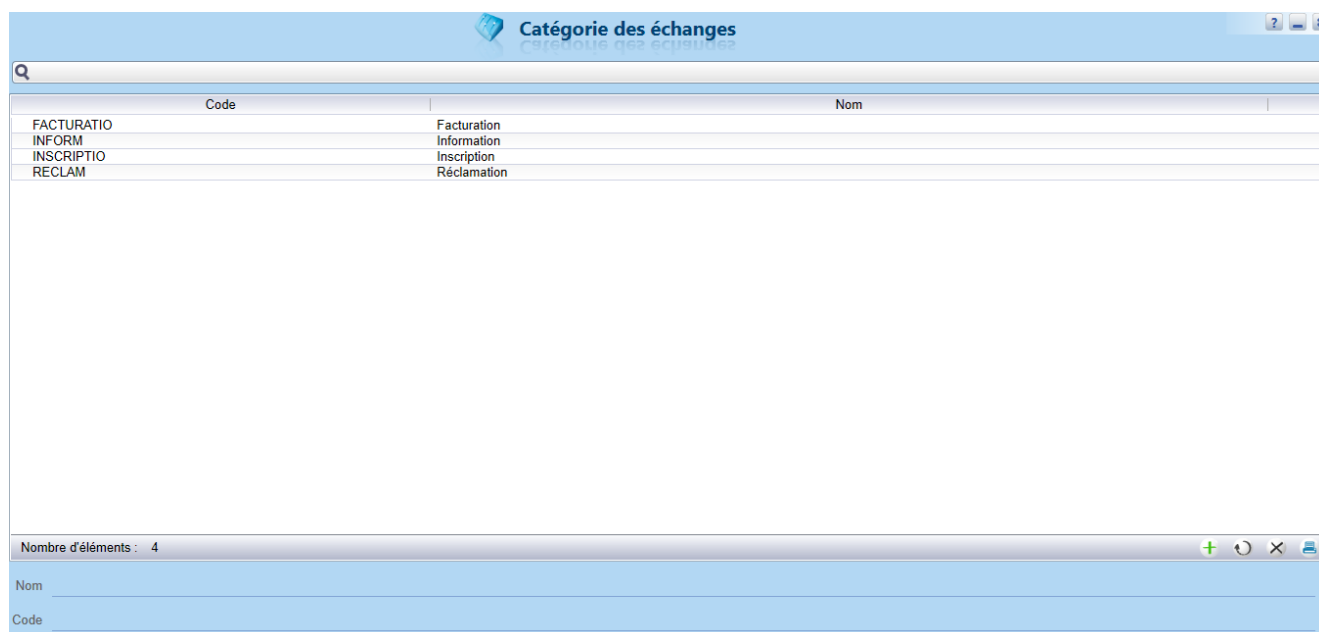 Catégorie des échanges
?
Code Nom
FACTURATIO Facturation
INFORM Information
INSCRIPTIO Inscription
RECLAM Réclamation
Nombre d'éléments : 4
Nom
Code